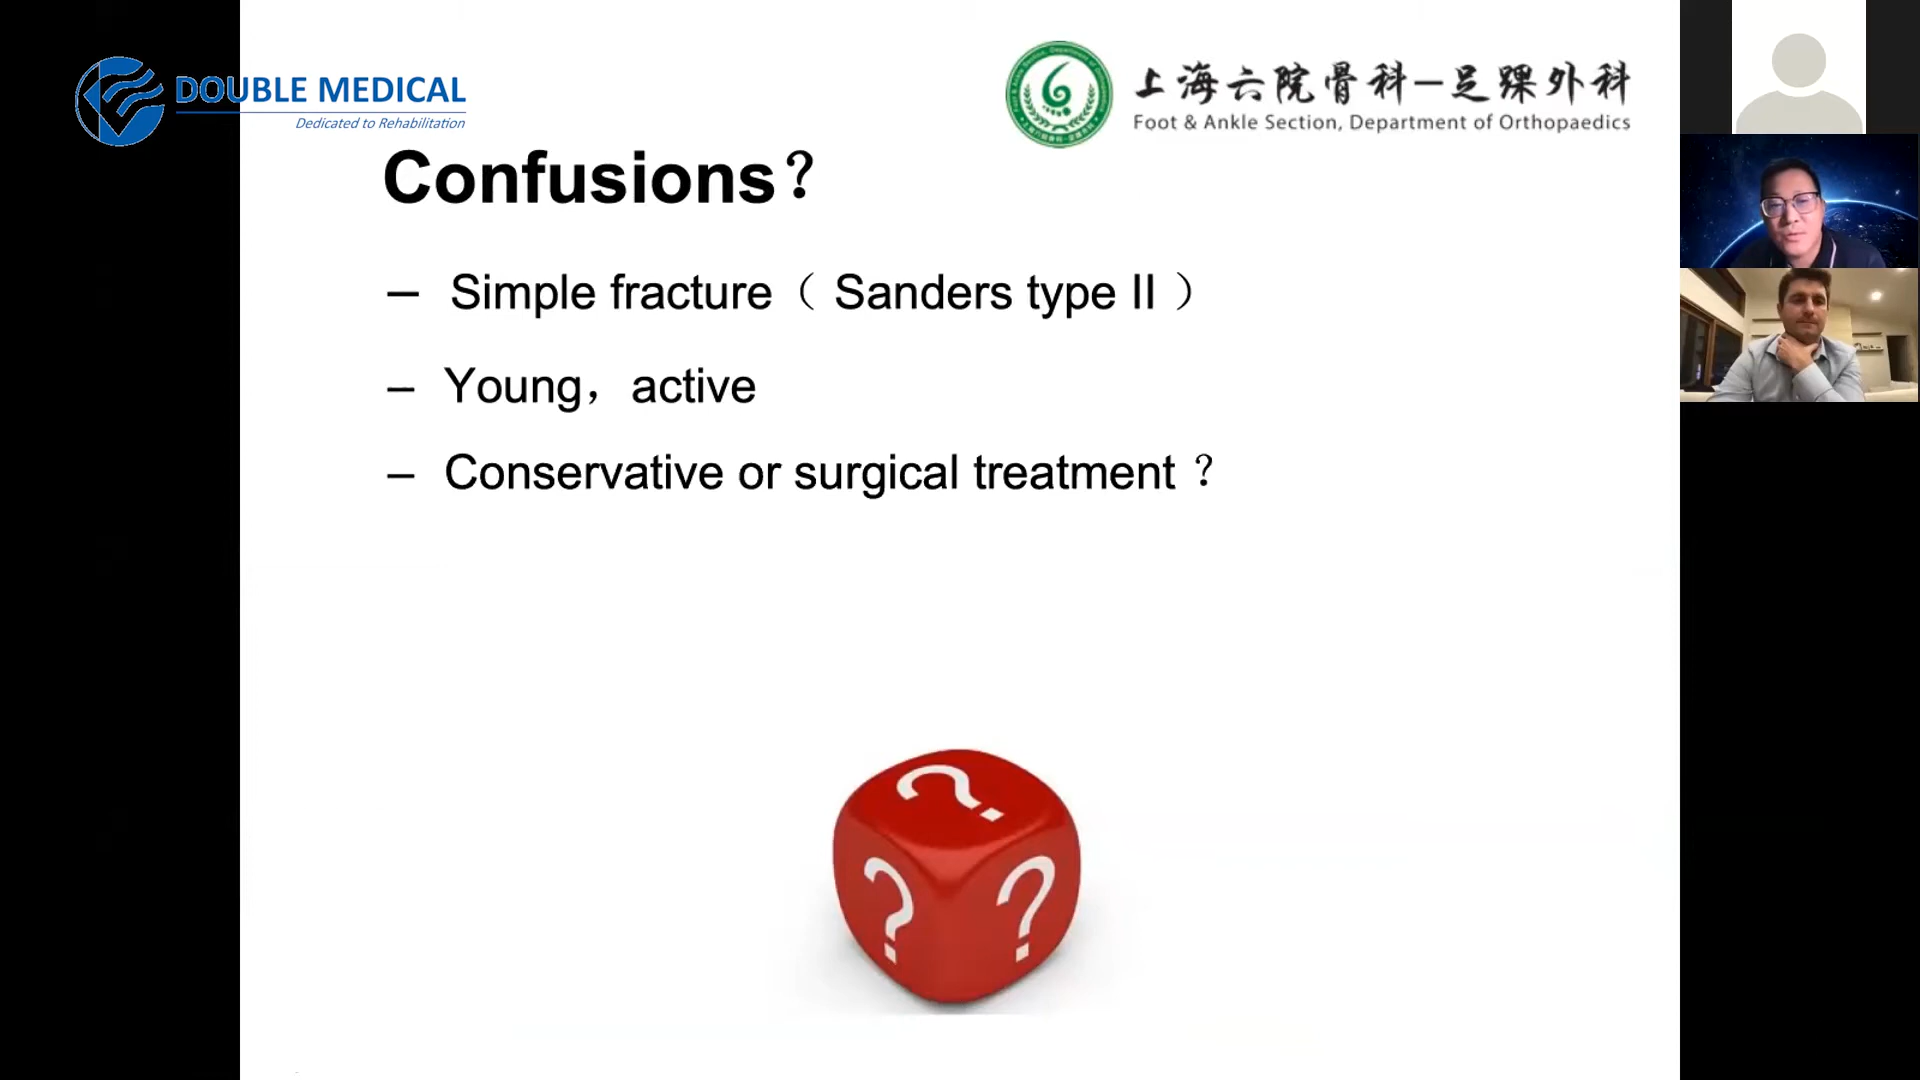 DOUBLE MEDICAL
Dedicated to Rehabilitation
上海六院骨科—足踝外科
Foot & Ankle Section, Department of Orthopaedics
Confusions？
– Simple fracture（ Sanders type II ）
– Young，active
– Conservative or surgical treatment ？
? ? ?